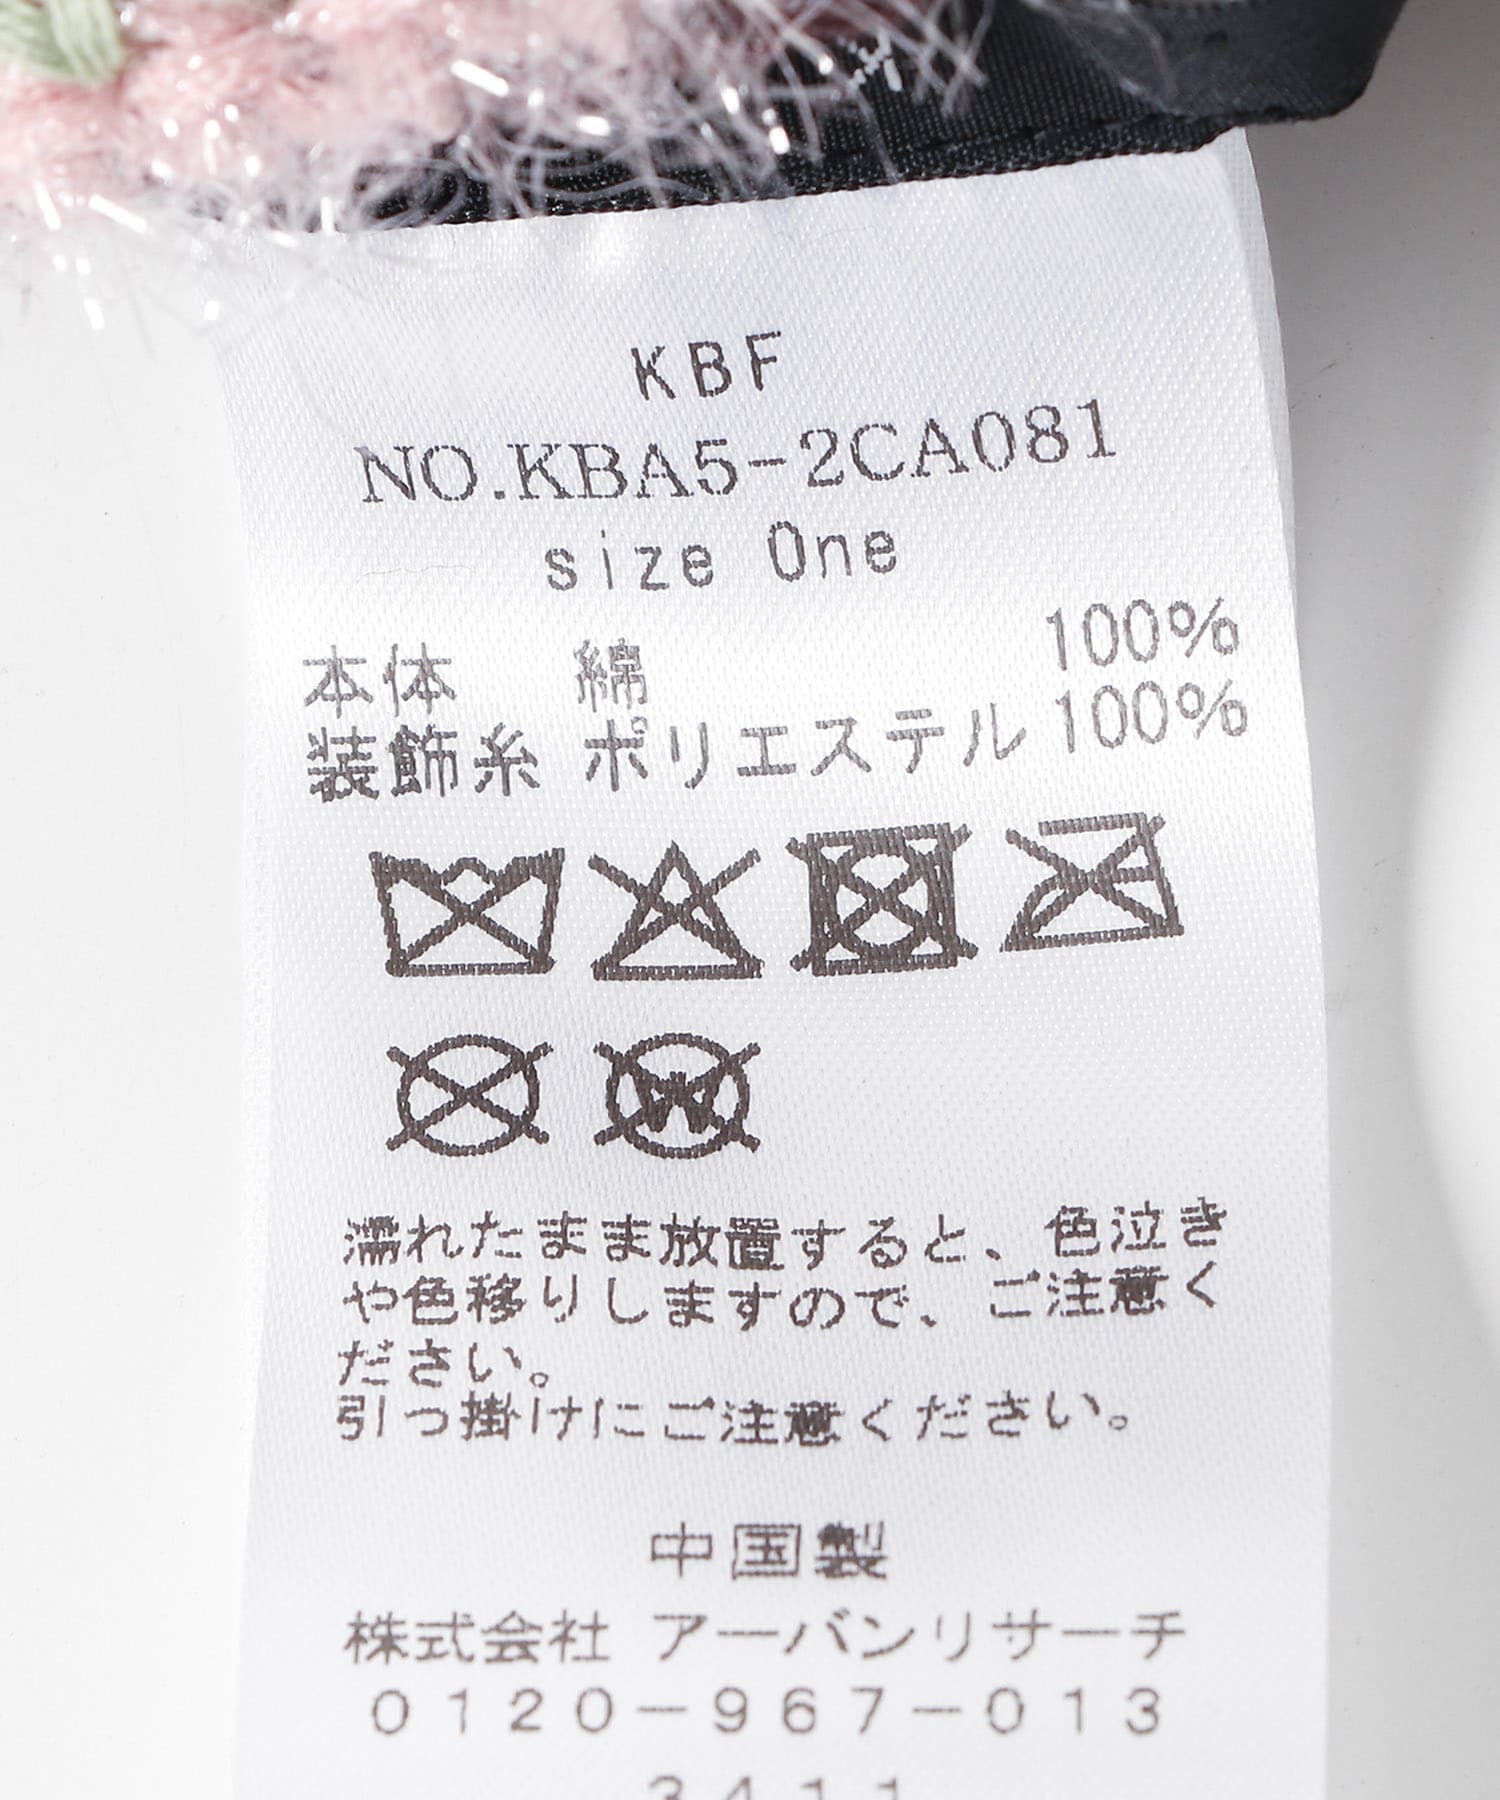 KBF
NO.KBA5-2CA081
size One
本体 綿 100%
装飾糸 ポリエステル 100%
濡れたまま放置すると、色泣き
や色移りしますので、ご注意く
ださい。
引っ掛けにご注意ください。
中国製
株式会社 アーバンリサーチ
0120-967-013
3411